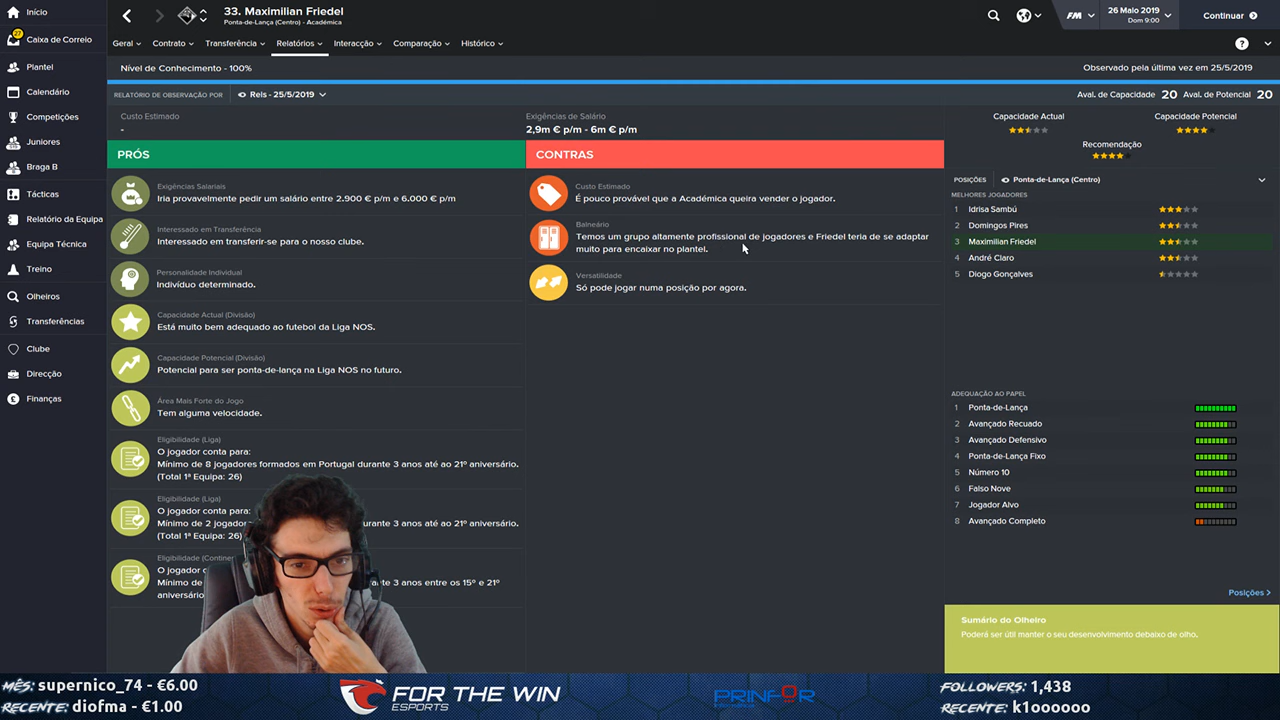 Início
33. Maximilian Friedel
Ponta-de-Lança (Centro) - Académica
FM
26 Maio 2019
Dom 9:00
Continuar
27
Caixa de Correio
Geral
Contrato
Transferência
Relatórios
Interacção
Comparação
Histórico
?
Plantel
Calendário
Competições
Juniores
Braga B
Tácticas
Relatório da Equipa
Equipa Técnica
Treino
Olheiros
Transferências
Clube
Direcção
Finanças
Nível de Conhecimento - 100%
Observado pela última vez em 25/5/2019
RELATÓRIO DE OBSERVAÇÃO POR
Reis - 25/5/2019
Aval. de Capacidade 20 Aval. de Potencial 20
Custo Estimado
-
Exigências de Salário
2,9m € p/m - 6m € p/m
PRÓS
Exigências Salariais
Iria provavelmente pedir um salário entre 2.900 € p/m e 6.000 € p/m
Interessado em Transferência
Interessado em transferir-se para o nosso clube.
Personalidade Individual
Indivíduo determinado.
Capacidade Actual (Divisão)
Está muito bem adequado ao futebol da Liga NOS.
Capacidade Potencial (Divisão)
Potencial para ser ponta-de-lança na Liga NOS no futuro.
Área Mais Forte do Jogo
Tem alguma velocidade.
Eligibilidade (Liga)
O jogador conta para:
Mínimo de 8 jogadores formados em Portugal durante 3 anos até ao 21º aniversário.
(Total 1ª Equipa: 26)
Eligibilidade (Liga)
O jogador conta para:
Mínimo de 2 jogador ante 3 anos até ao 21º aniversário.
(Total 1ª Equipa: 26)
Eligibilidade (Contine
O jogador
Mínimo de ante 3 anos entre os 15º e 21º
aniversário
CONTRAS
Custo Estimado
É pouco provável que a Académica queira vender o jogador.
Balneário
Temos um grupo altamente profissional de jogadores e Friedel teria de se adaptar
muito para encaixar no plantel.
Versatilidade
Só pode jogar numa posição por agora.
Capacidade Actual
Capacidade Potencial
Recomendação
POSIÇÕES
Ponta-de-Lança (Centro)
MELHORES JOGADORES
1 Idrisa Sambú
2 Domingos Pires
3 Maximilian Friedel
4 André Claro
5 Diogo Gonçalves
ADEQUAÇÃO AO PAPEL
1 Ponta-de-Lança
2 Avançado Recuado
3 Avançado Defensivo
4 Ponta-de-Lança Fixo
5 Número 10
6 Falso Nove
7 Jogador Alvo
8 Avançado Completo
Posições
Sumário do Olheiro
Poderá ser útil manter o seu desenvolvimento debaixo de olho.
MÊS: supernico_74 - €6.00
RECENTE: diofma - €1.00
FOR THE WIN
ESPORTS
PRINFOR
FOLLOWERS: 1,438
RECENTE: k1oooooo